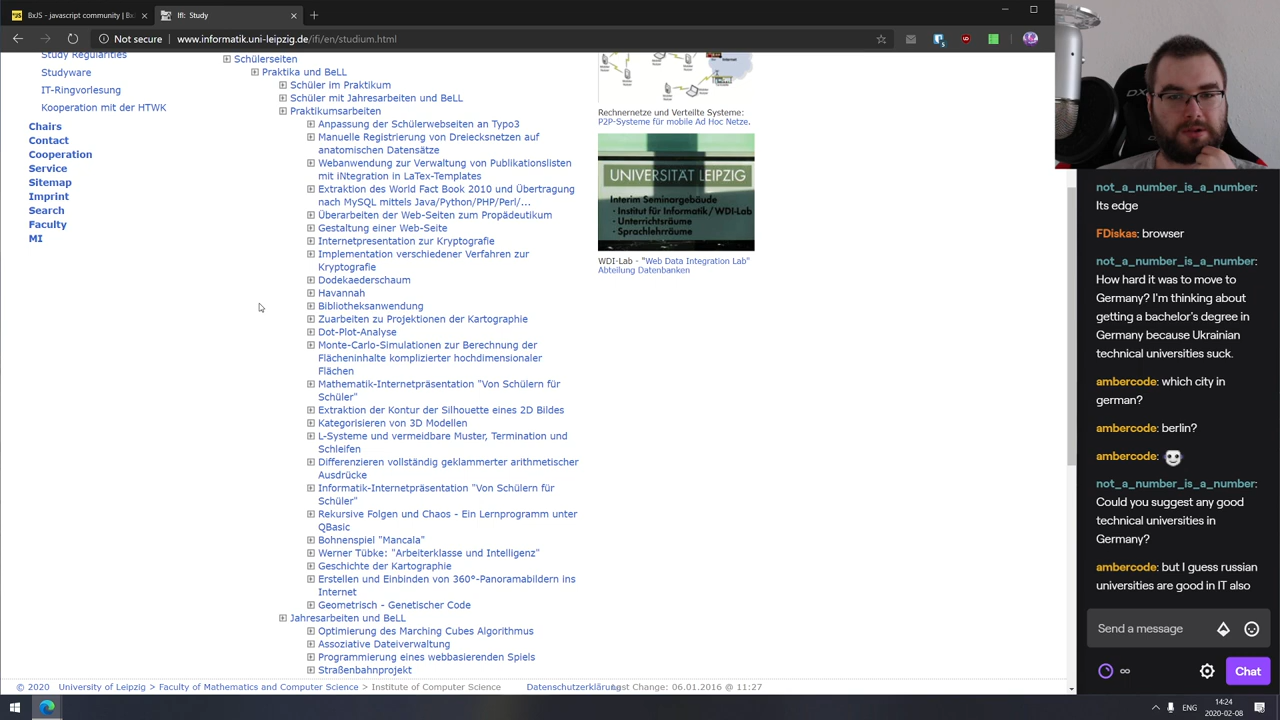 BxJS - javascript community | Bx
Ifi: Study
Not secure
www.informatik.uni-leipzig.de/ifi/en/studium.html
Study Regularities
Studyware
IT-Ringvorlesung
Kooperation mit der HTWK
Chairs
Contact
Cooperation
Service
Sitemap
Imprint
Search
Faculty
MI
Schülerseiten
Praktika und BeLL
Schüler im Praktikum
Schüler mit Jahresarbeiten und BeLL
Praktikumsarbeiten
Anpassung der Schülerwebseiten an Typo3
Manuelle Registrierung von Dreiecksnetzen auf
anatomischen Datensätze
Webanwendung zur Verwaltung von Publikationslisten
mit iNtegration in LaTex-Templates
Extraktion des World Fact Book 2010 und Übertragung
nach MySQL mittels Java/Python/PHP/Perl/...
Überarbeiten der Web-Seiten zum Propädeutikum
Gestaltung einer Web-Seite
Internetpresentation zur Kryptografie
Implementation verschiedener Verfahren zur
Kryptografie
Dodekaederschaum
Havannah
Bibliotheksanwendung
Zuarbeiten zu Projektionen der Kartographie
Dot-Plot-Analyse
Monte-Carlo-Simulationen zur Berechnung der
Flächeninhalte komplizierter hochdimensionaler
Flächen
Mathematik-Internetpräsentation "Von Schülern für
Schüler"
Extraktion der Kontur der Silhouette eines 2D Bildes
Kategorisieren von 3D Modellen
L-Systeme und vermeidbare Muster, Termination und
Schleifen
Differenzieren vollständig geklammerter arithmetischer
Ausdrücke
Informatik-Internetpräsentation "Von Schülern für
Schüler"
Rekursive Folgen und Chaos - Ein Lernprogramm unter
QBasic
Bohnenspiel "Mancala"
Werner Tübke: "Arbeiterklasse und Intelligenz"
Geschichte der Kartographie
Erstellen und Einbinden von 360°-Panoramabildern ins
Internet
Geometrisch - Genetischer Code
Jahresarbeiten und BeLL
Optimierung des Marching Cubes Algorithmus
Assoziative Dateiverwaltung
Programmierung eines webbasierenden Spiels
Straßenbahnprojekt
Rechnernetze und Verteilte Systeme:
P2P-Systeme für mobile Ad Hoc Netze.
UNIVERSITÄT LEIPZIG
Interim Seminargebäude
· Institut für Informatik/WDI-Lab
· Unterrichtsräume
· Sprachlehrräume
WDI-Lab - "Web Data Integration Lab"
Abteilung Datenbanken
© 2020 University of Leipzig > Faculty of Mathematics and Computer Science > Institute of Computer Science
Datenschutzerklärung
Last Change: 06.01.2016 @ 11:27
not_a_number_is_a_number:
Its edge
FDiskas: browser
not_a_number_is_a_number:
How hard it was to move to
Germany? I'm thinking about
getting a bachelor's degree in
Germany because Ukrainian
technical universities suck.
ambercode: which city in
german?
ambercode: berlin?
ambercode:
not_a_number_is_a_number:
Could you suggest any good
technical universities in
Germany?
ambercode: but I guess russian
universities are good in IT also
Send a message
∞
Chat
ENG
14:24
2020-02-08